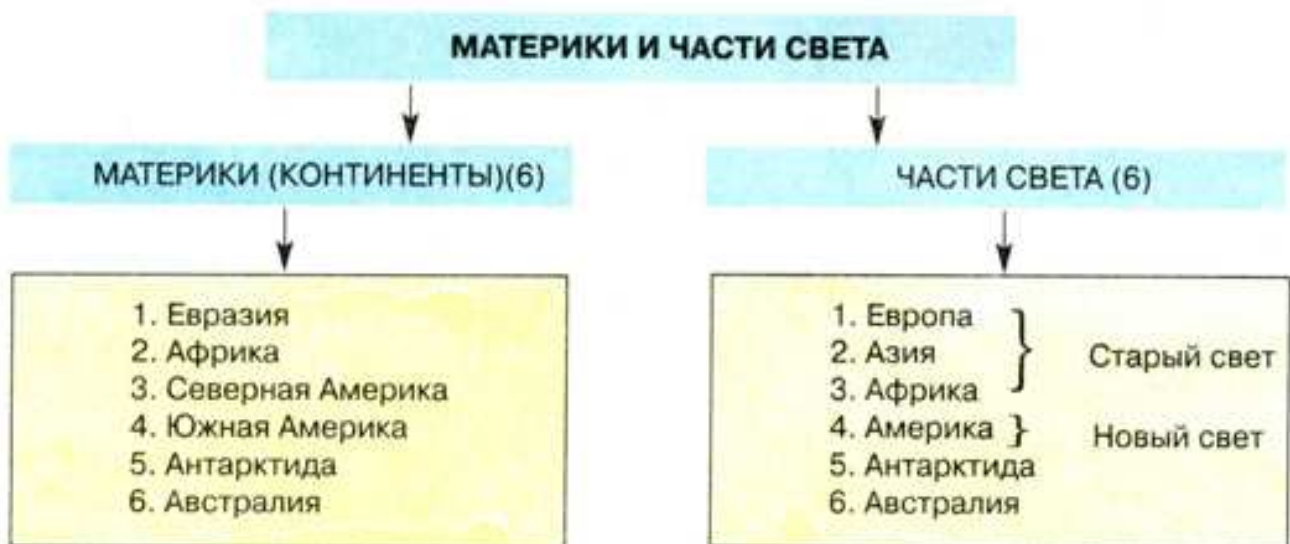 МАТЕРИКИ И ЧАСТИ СВЕТА
МАТЕРИКИ (КОНТИНЕНТЫ)(6)
1. Евразия
2. Африка
3. Северная Америка
4. Южная Америка
5. Антарктида
6. Австралия
ЧАСТИ СВЕТА (6)
1. Европа
2. Азия
3. Африка
Старый свет
4. Америка
Новый свет
5. Антарктида
6. Австралия